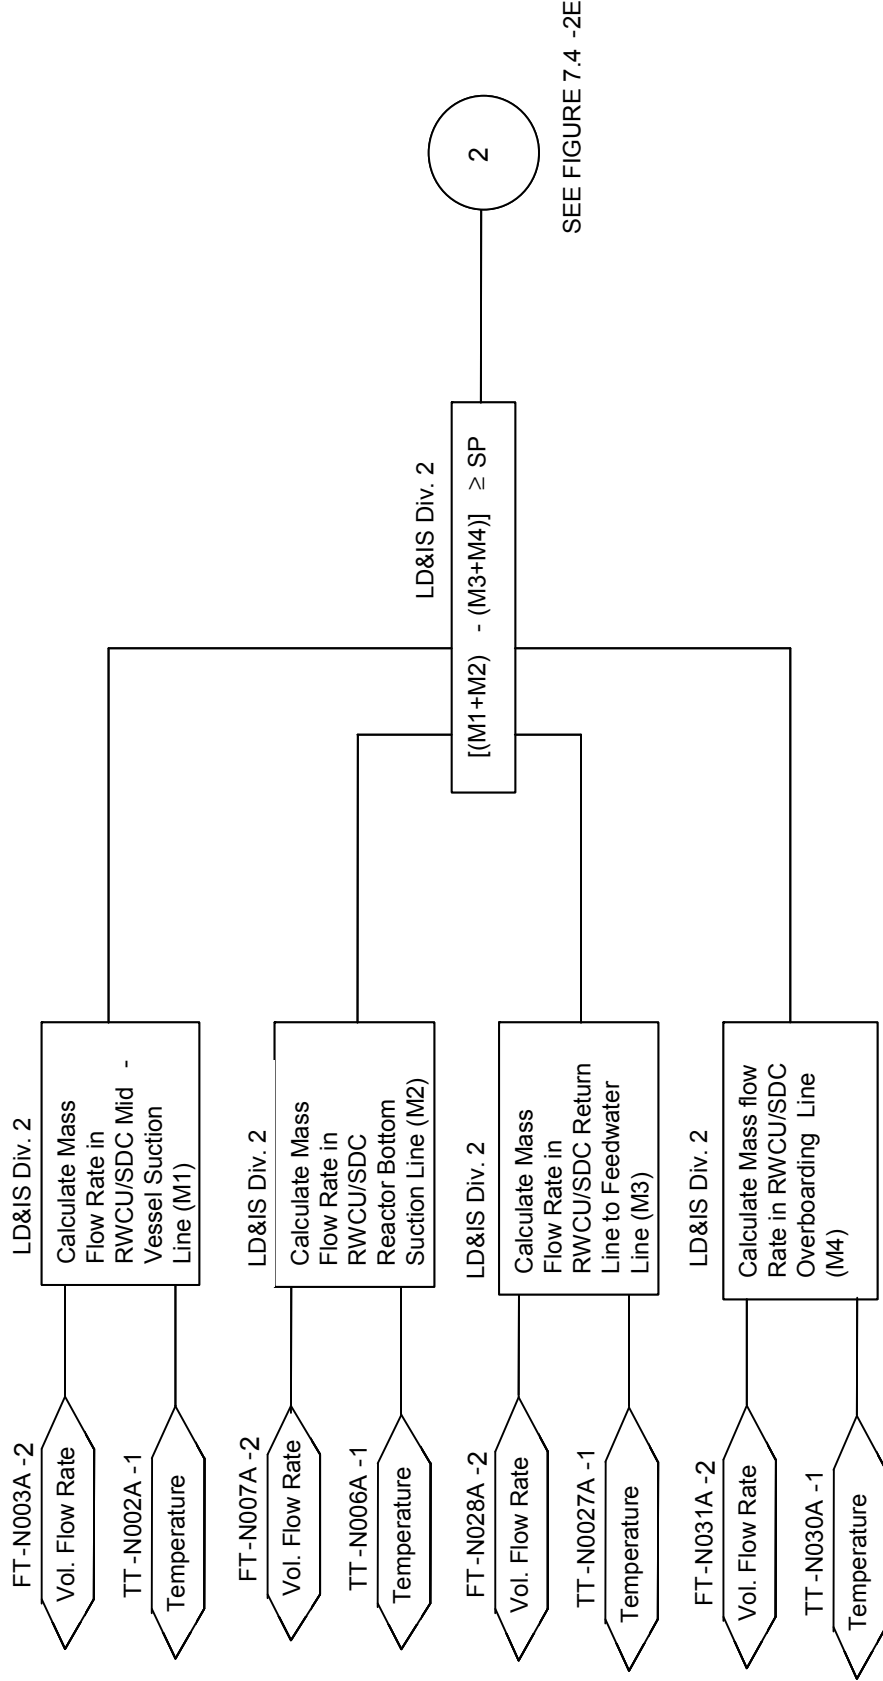 FT-N003A -2
Vol. Flow Rate
TT -N002A -1
Temperature
LD&IS Div. 2
Calculate Mass
Flow Rate in
RWCU/SDC Mid -
Vessel Suction
Line (M1)
FT-N007A -2
Vol. Flow Rate
TT -N006A -1
Temperature
LD&IS Div. 2
Calculate Mass
Flow Rate in
RWCU/SDC
Reactor Bottom
Suction Line (M2)
FT-N028A -2
Vol. Flow Rate
TT -N0027A -1
Temperature
LD&IS Div. 2
Calculate Mass
Flow Rate in
RWCU/SDC Return
Line to Feedwater
Line (M3)
FT-N031A -2
Vol. Flow Rate
TT -N030A -1
Temperature
LD&IS Div. 2
Calculate Mass flow
Rate in RWCU/SDC
Overboarding Line
(M4)
LD&IS Div. 2
[(M1+M2) - (M3+M4)] ≥ SP
2
SEE FIGURE 7.4 -2E